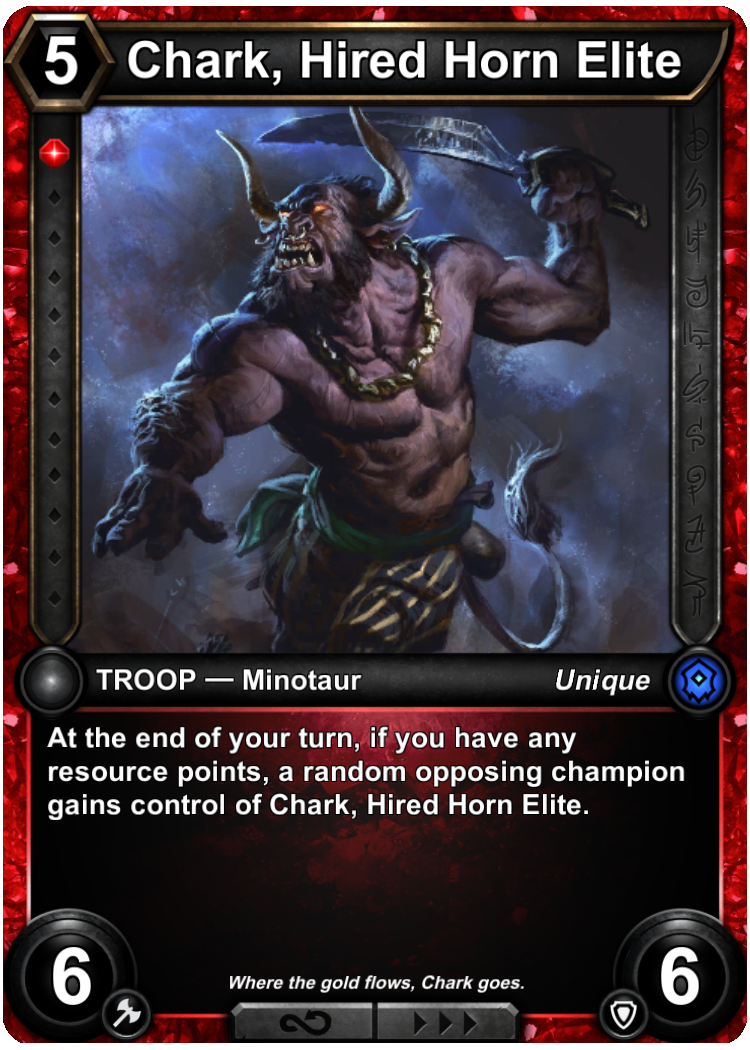 5 Chark, Hired Horn Elite
TROOP — Minotaur Unique
At the end of your turn, if you have any
resource points, a random opposing champion
gains control of Chark, Hired Horn Elite.
Where the gold flows, Chark goes.
6 6